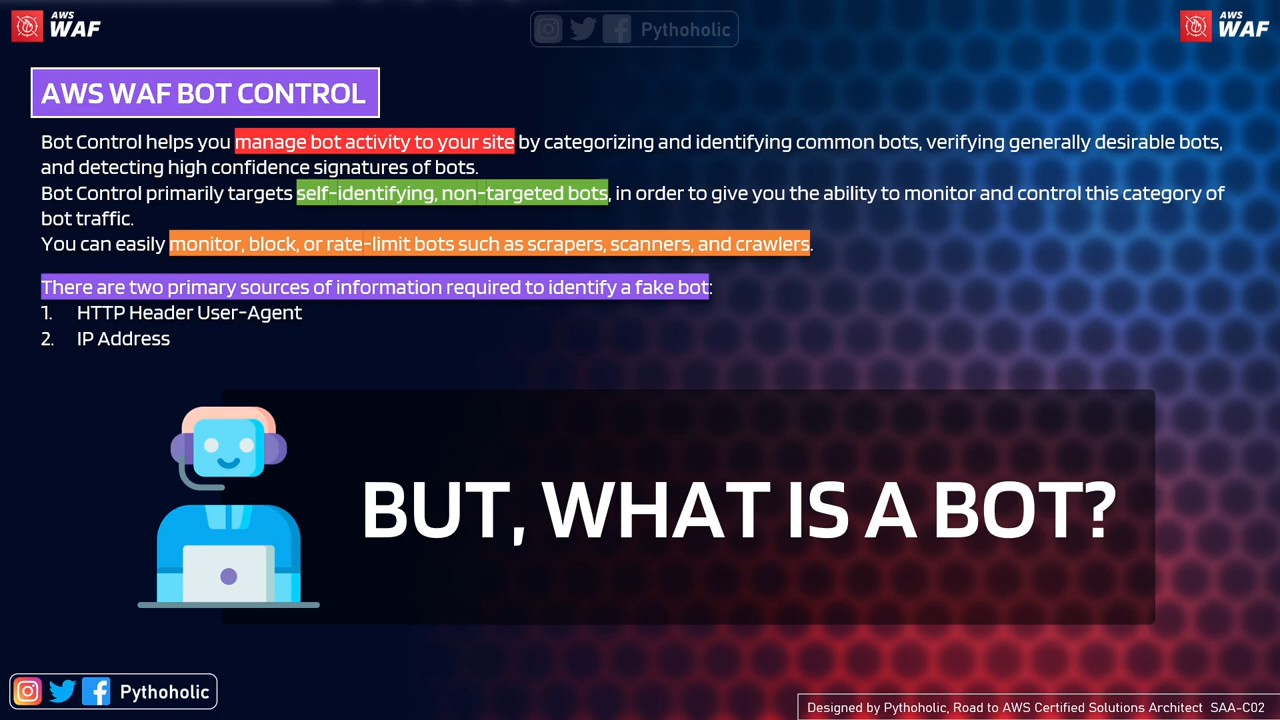 AWS
WAF
Pythoholic
AWS
WAF
AWS WAF BOT CONTROL
Bot Control helps you manage bot activity to your site by categorizing and identifying common bots, verifying generally desirable bots,
and detecting high confidence signatures of bots.
Bot Control primarily targets self-identifying, non-targeted bots, in order to give you the ability to monitor and control this category of
bot traffic.
You can easily monitor, block, or rate-limit bots such as scrapers, scanners, and crawlers.
There are two primary sources of information required to identify a fake bot:
1. HTTP Header User-Agent
2. IP Address
BUT, WHAT IS A BOT?
Pythoholic
Designed by Pythoholic, Road to AWS Certified Solutions Architect SAA-C02